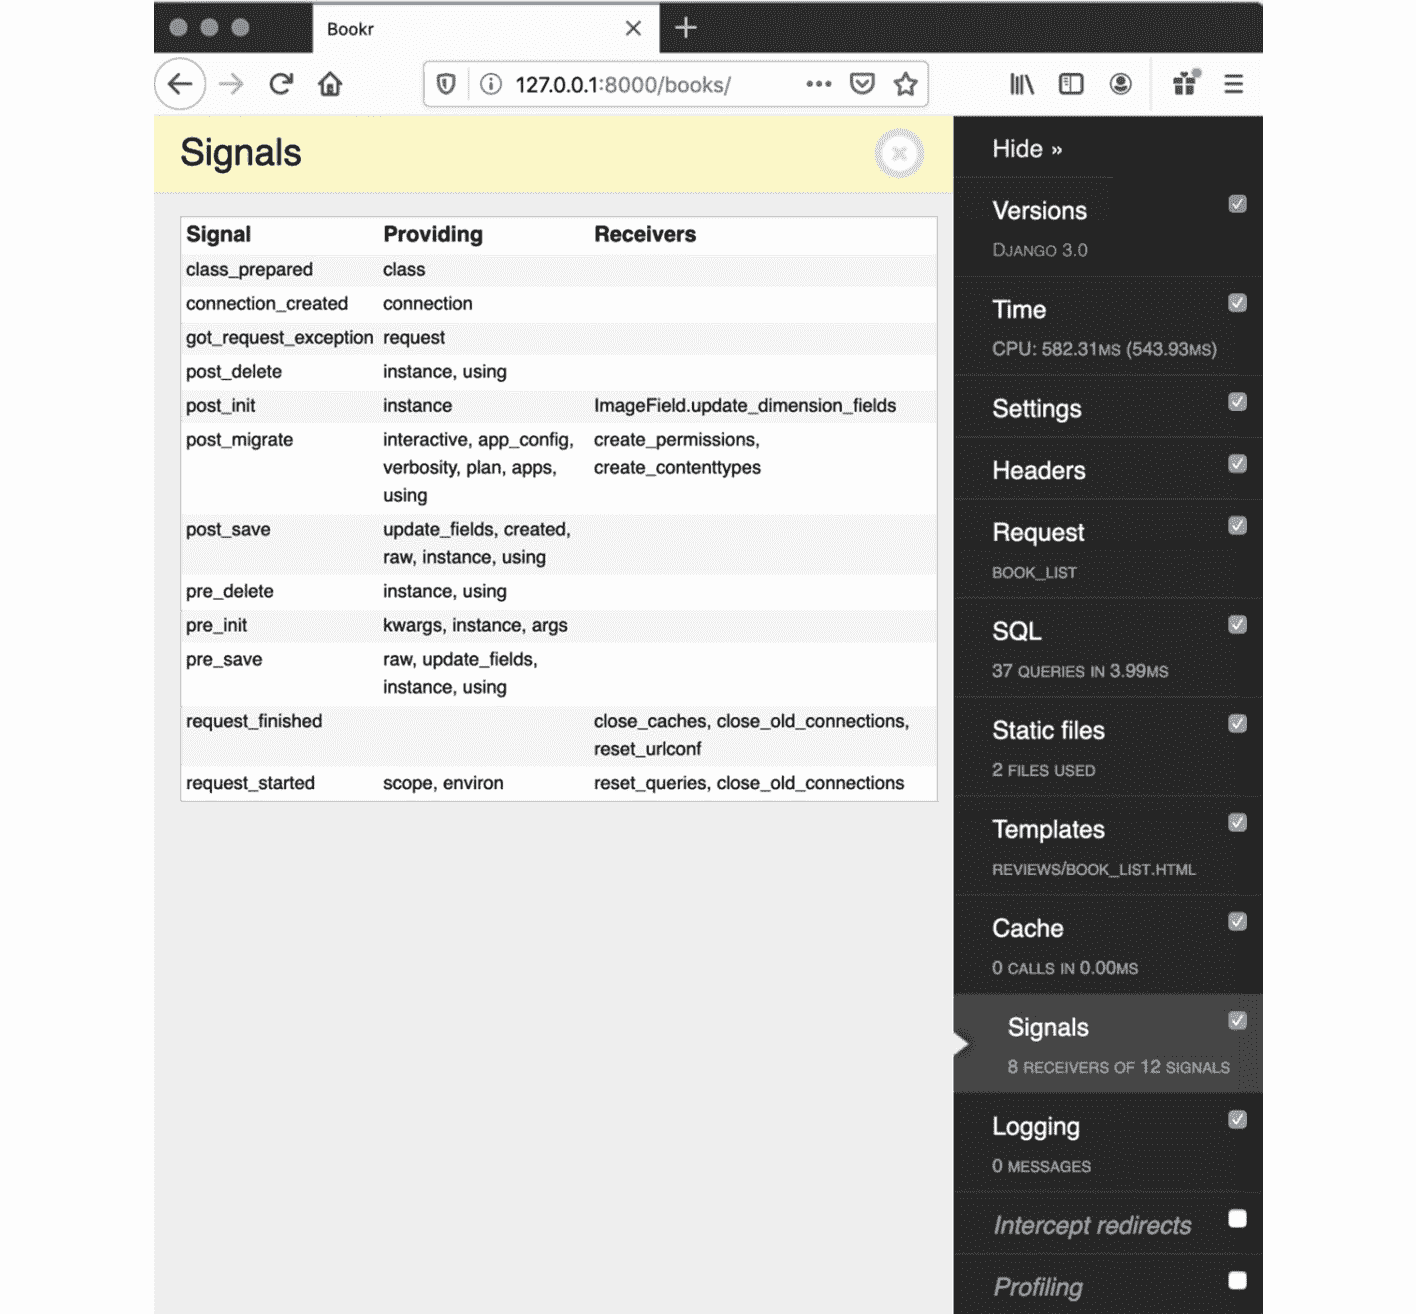 Bookr
127.0.0.1:8000/books/
Signals
Signal Providing Receivers
class_prepared class
connection_created connection
got_request_exception request
post_delete instance, using
post_init instance ImageField.update_dimension_fields
post_migrate interactive, app_config, create_permissions,
verbosity, plan, apps, create_contenttypes
using
post_save update_fields, created,
raw, instance, using
pre_delete instance, using
pre_init kwargs, instance, args
pre_save raw, update_fields,
instance, using
request_finished close_caches, close_old_connections,
reset_urlconf
request_started scope, environ reset_queries, close_old_connections
Hide »
Versions
DJANGO 3.0
Time
CPU: 582.31MS (543.93MS)
Settings
Headers
Request
BOOK_LIST
SQL
37 QUERIES IN 3.99MS
Static files
2 FILES USED
Templates
REVIEWS/BOOK_LIST.HTML
Cache
0 CALLS IN 0.00MS
Signals
8 RECEIVERS OF 12 SIGNALS
Logging
0 MESSAGES
Intercept redirects
Profiling